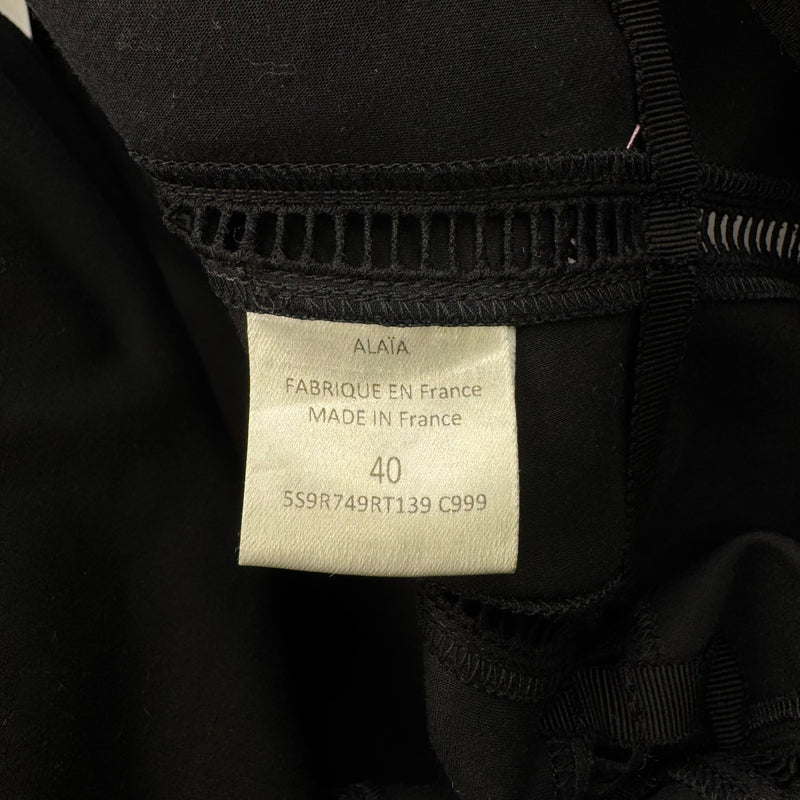 ALAÏA
FABRIQUE EN France
MADE IN France
40
5S9R749RT139 C999